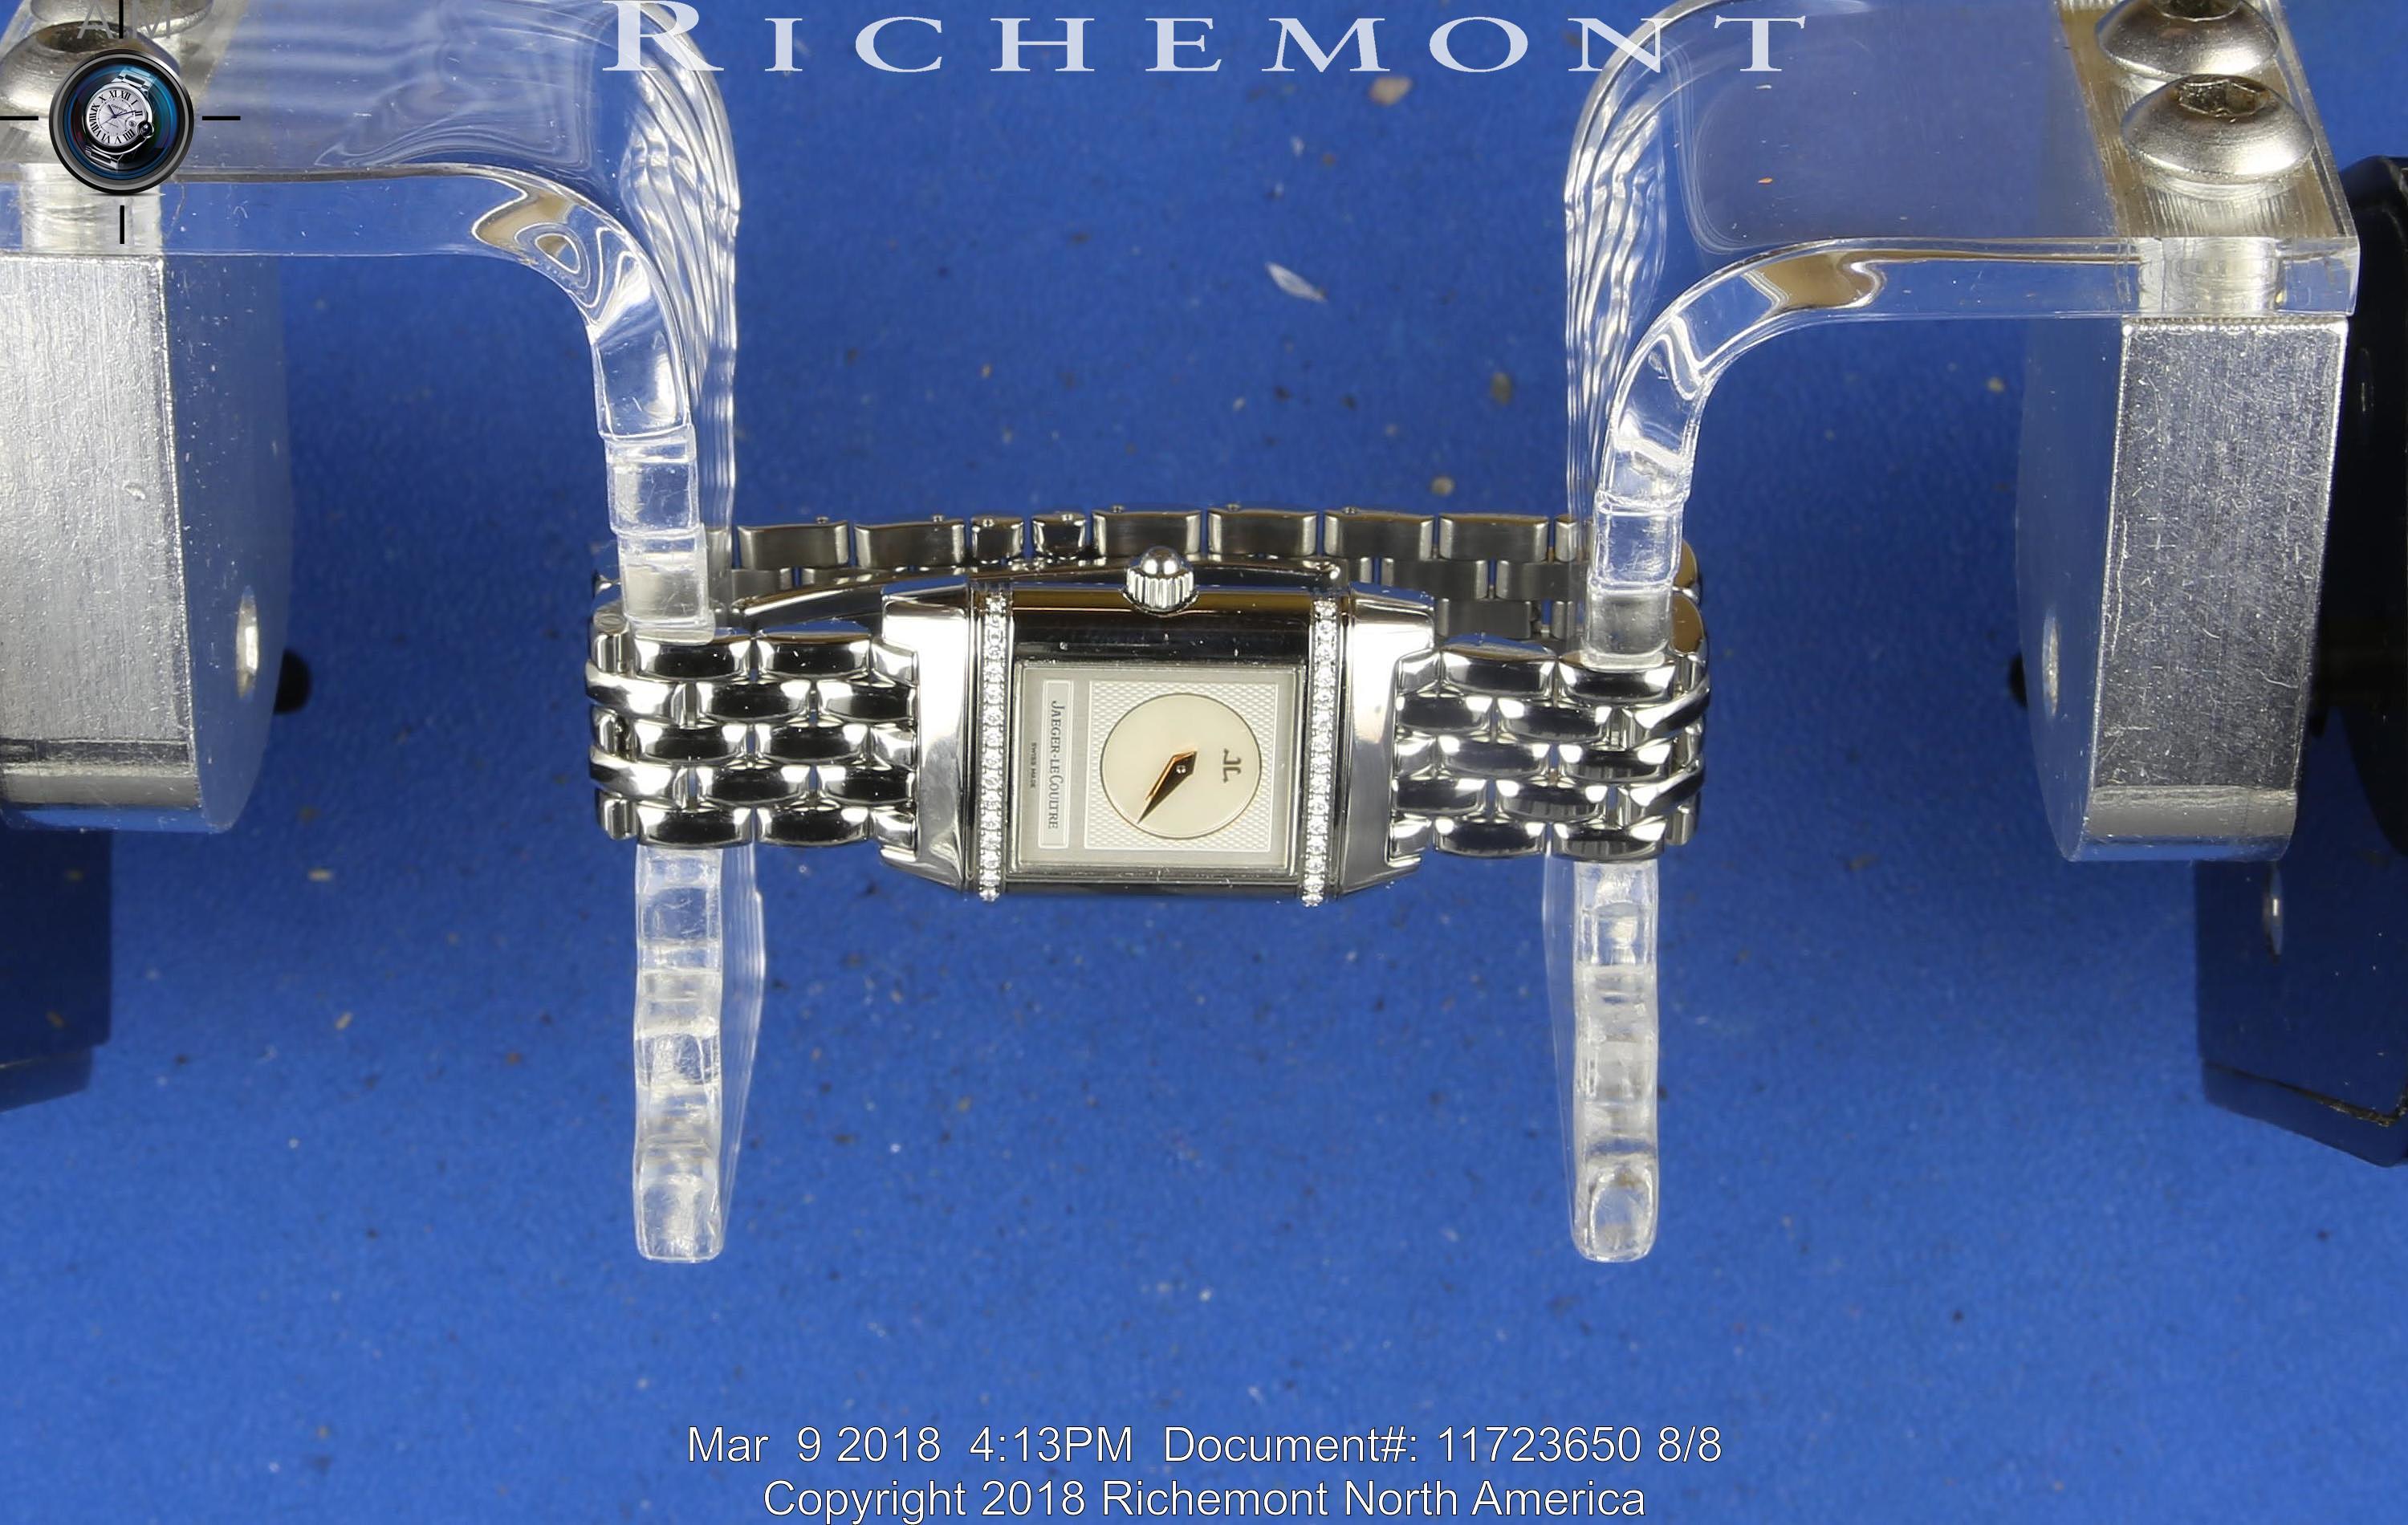 AIM
RICHEMONT
JL
JAEGER-LECOULTRE
SWISS MADE
Mar 9 2018 4:13PM Document#: 11723650 8/8
Copyright 2018 Richemont North America